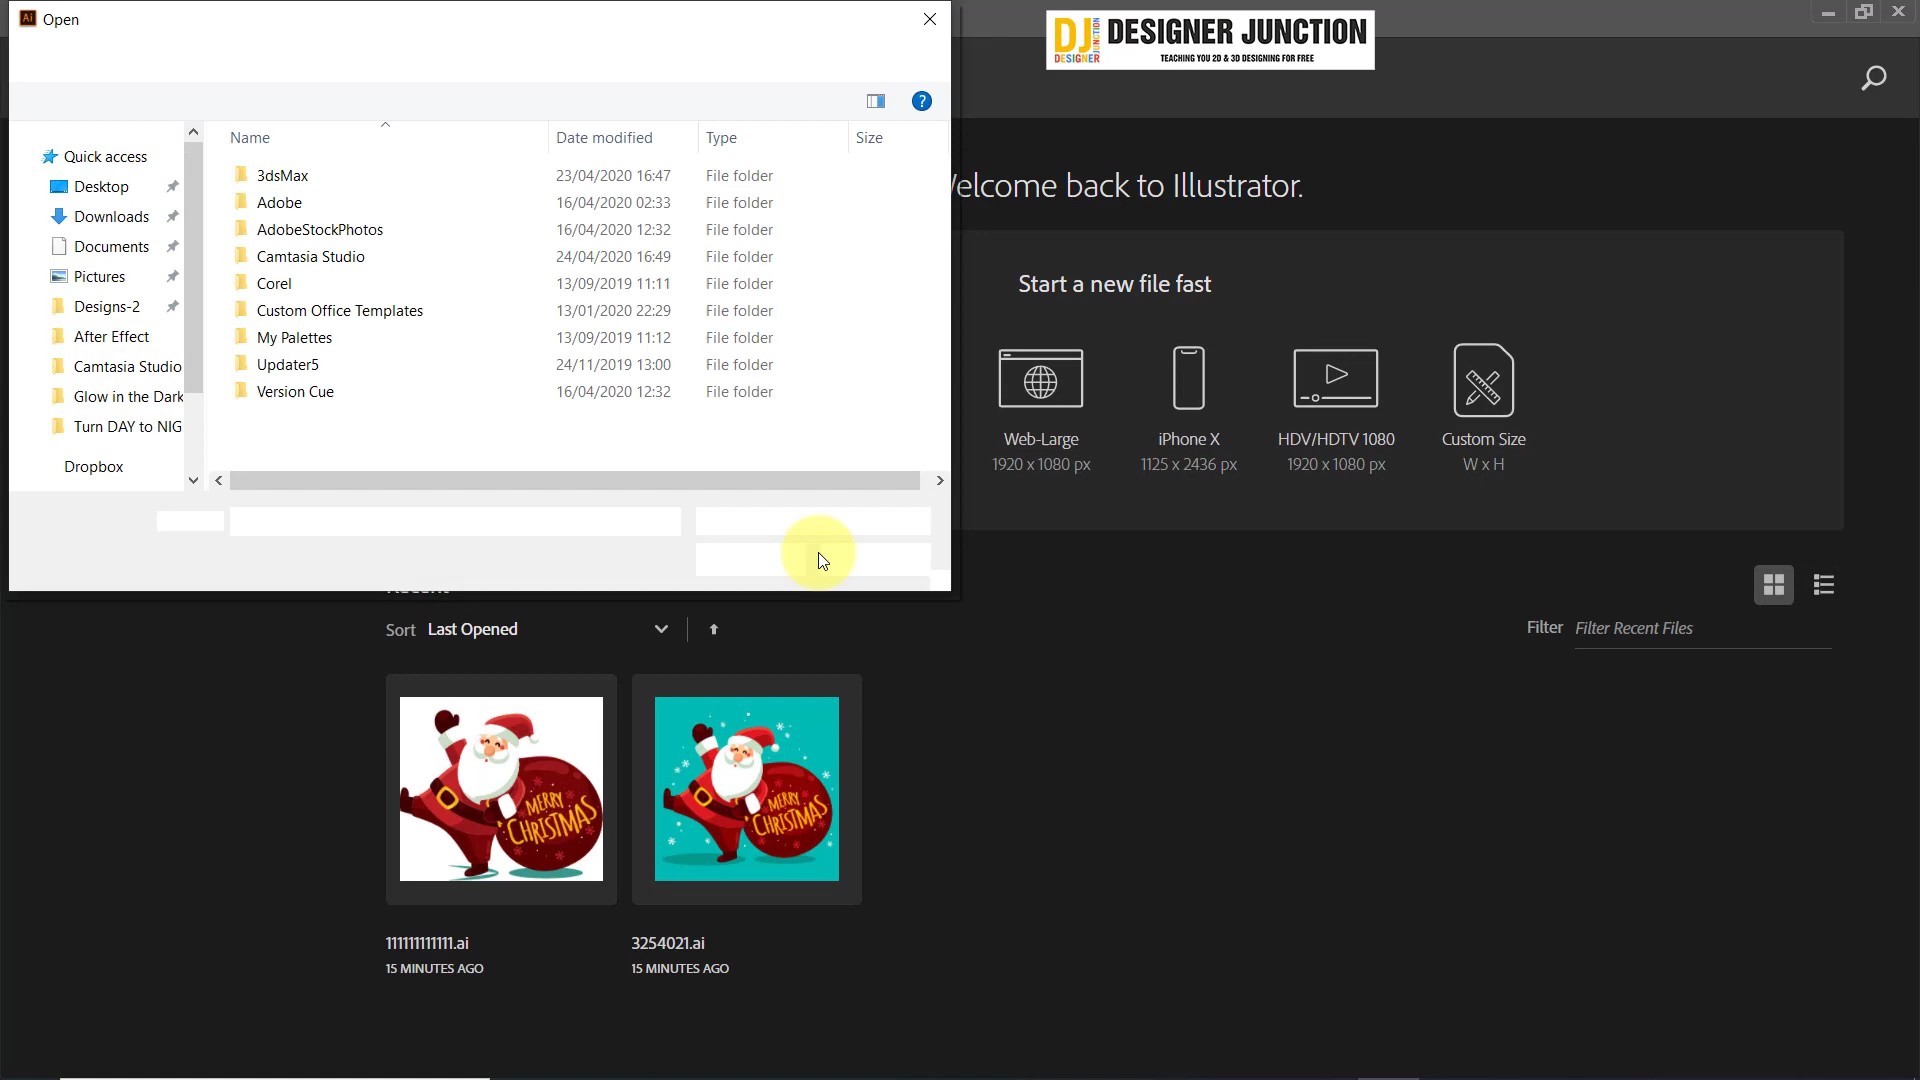 Ai Open
DJ DESIGNER JUNCTION
DESIGNER JUNCTION
TEACHING YOU 2D & 3D DESIGNING FOR FREE
?
Name Date modified Type Size
Quick access
Desktop
Downloads
Documents
Pictures
Designs-2
After Effect
Camtasia Studio
Glow in the Dark
Turn DAY to NIG
Dropbox
3dsMax 23/04/2020 16:47 File folder
Adobe 16/04/2020 02:33 File folder
AdobeStockPhotos 16/04/2020 12:32 File folder
Camtasia Studio 24/04/2020 16:49 File folder
Corel 13/09/2019 11:11 File folder
Custom Office Templates 13/01/2020 22:29 File folder
My Palettes 13/09/2019 11:12 File folder
Updater5 24/11/2019 13:00 File folder
Version Cue 16/04/2020 12:32 File folder
Welcome back to Illustrator.
Start a new file fast
Web-Large
1920 x 1080 px
iPhone X
1125 x 2436 px
HDV/HDTV 1080
1920 x 1080 px
Custom Size
W x H
Recent
Sort Last Opened
Filter Filter Recent Files
MERRY
CHRISTMAS
MERRY
CHRISTMAS
111111111111.ai
15 MINUTES AGO
3254021.ai
15 MINUTES AGO